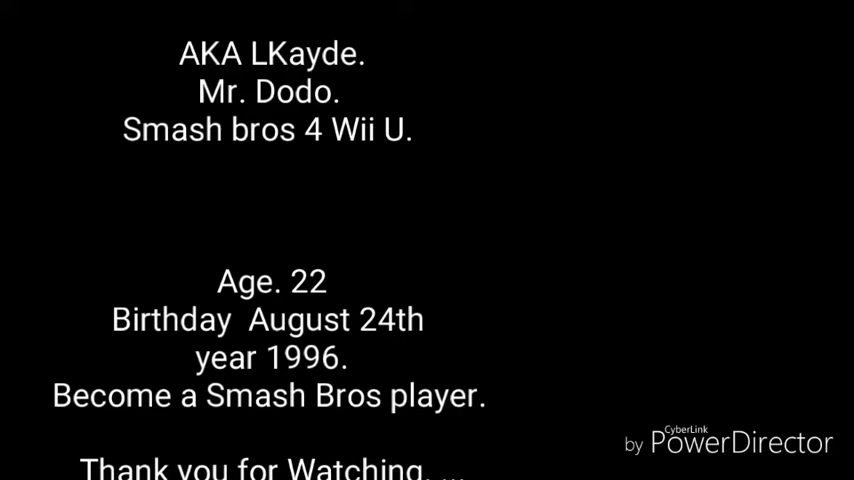 AKA LKayde.
Mr. Dodo.
Smash bros 4 Wii U.
Age. 22
Birthday  August 24th
year 1996.
Become a Smash Bros player.
Thank you for Watching. ...
by CyberLink PowerDirector